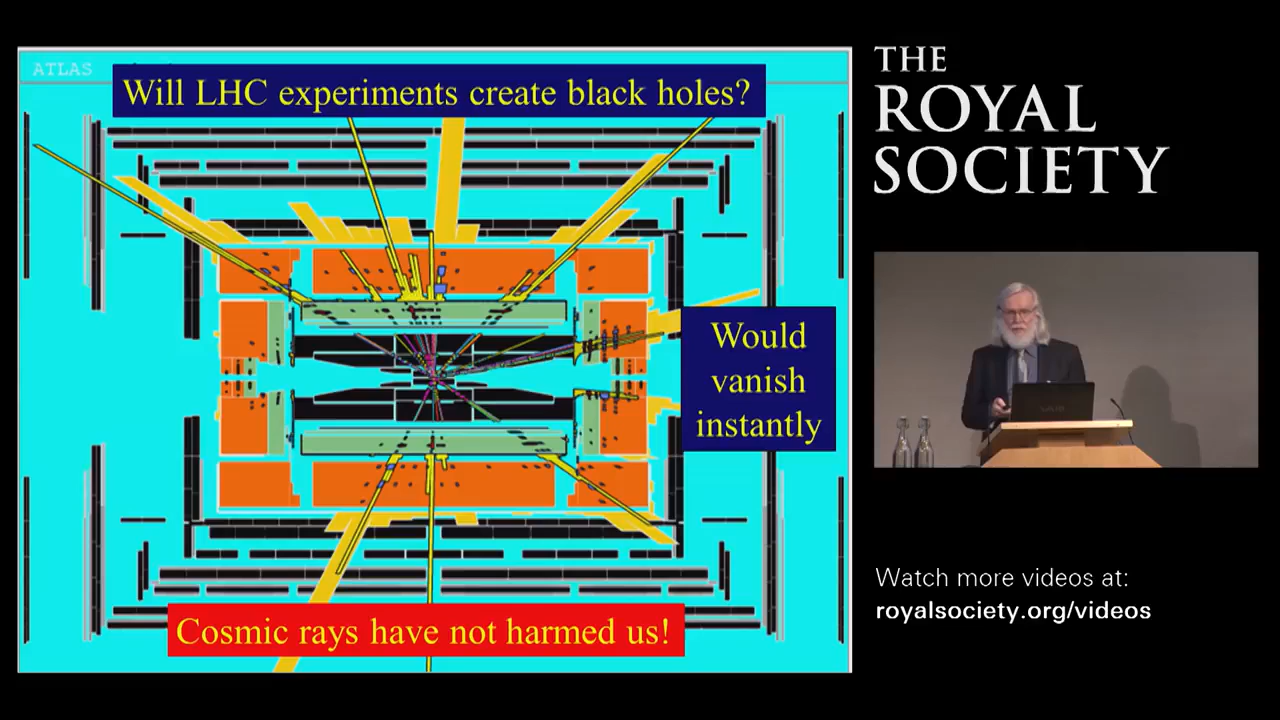 ATLAS
Will LHC experiments create black holes?
Would
vanish
instantly
Cosmic rays have not harmed us!
THE
ROYAL
SOCIETY
Watch more videos at:
royalsociety.org/videos